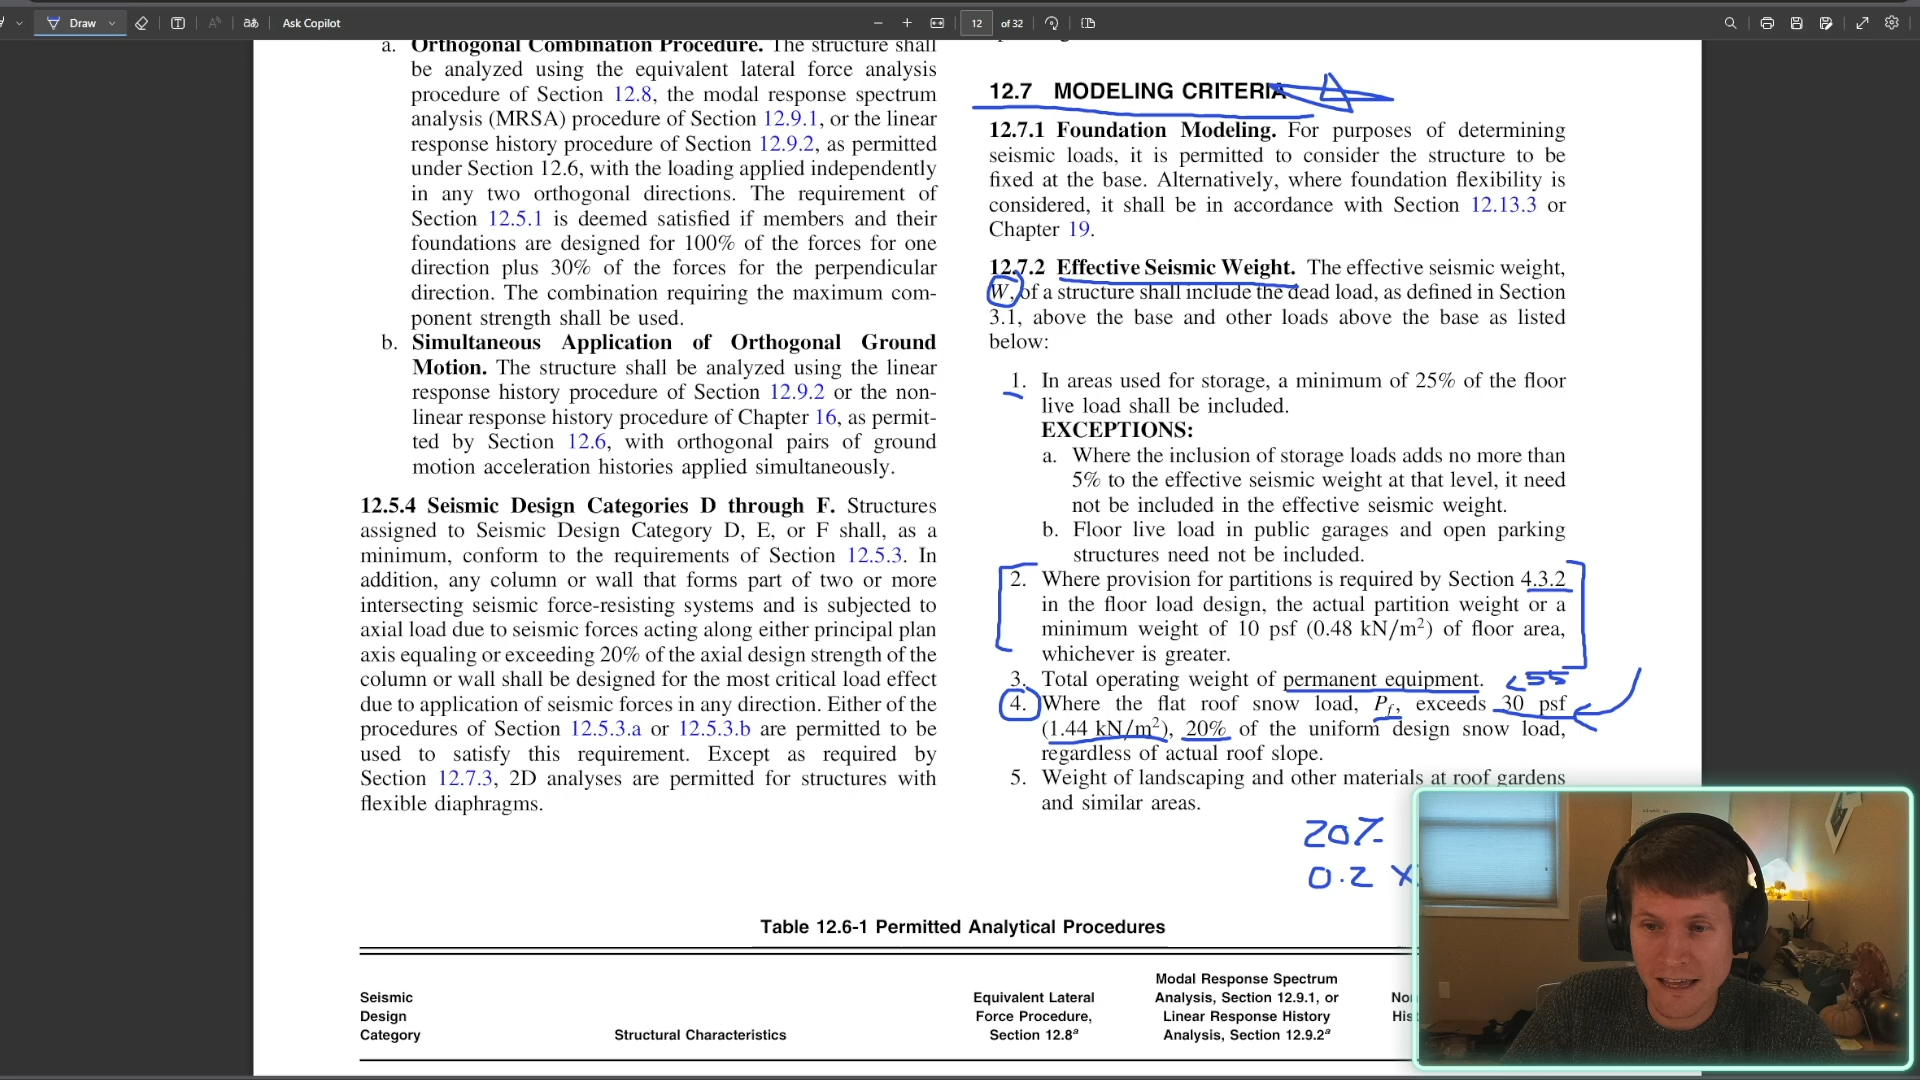 Draw
Ask Copilot
12 of 32
a. Orthogonal Combination Procedure. The structure shall
be analyzed using the equivalent lateral force analysis
procedure of Section 12.8, the modal response spectrum
analysis (MRSA) procedure of Section 12.9.1, or the linear
response history procedure of Section 12.9.2, as permitted
under Section 12.6, with the loading applied independently
in any two orthogonal directions. The requirement of
Section 12.5.1 is deemed satisfied if members and their
foundations are designed for 100% of the forces for one
direction plus 30% of the forces for the perpendicular
direction. The combination requiring the maximum com-
ponent strength shall be used.
b. Simultaneous Application of Orthogonal Ground
Motion. The structure shall be analyzed using the linear
response history procedure of Section 12.9.2 or the non-
linear response history procedure of Chapter 16, as permit-
ted by Section 12.6, with orthogonal pairs of ground
motion acceleration histories applied simultaneously.
12.5.4 Seismic Design Categories D through F. Structures
assigned to Seismic Design Category D, E, or F shall, as a
minimum, conform to the requirements of Section 12.5.3. In
addition, any column or wall that forms part of two or more
intersecting seismic force-resisting systems and is subjected to
axial load due to seismic forces acting along either principal plan
axis equaling or exceeding 20% of the axial design strength of the
column or wall shall be designed for the most critical load effect
due to application of seismic forces in any direction. Either of the
procedures of Section 12.5.3.a or 12.5.3.b are permitted to be
used to satisfy this requirement. Except as required by
Section 12.7.3, 2D analyses are permitted for structures with
flexible diaphragms.
12.7 MODELING CRITERIA
12.7.1 Foundation Modeling. For purposes of determining
seismic loads, it is permitted to consider the structure to be
fixed at the base. Alternatively, where foundation flexibility is
considered, it shall be in accordance with Section 12.13.3 or
Chapter 19.
12.7.2 Effective Seismic Weight. The effective seismic weight,
W, of a structure shall include the dead load, as defined in Section
3.1, above the base and other loads above the base as listed
below:
1. In areas used for storage, a minimum of 25% of the floor
live load shall be included.
EXCEPTIONS:
a. Where the inclusion of storage loads adds no more than
5% to the effective seismic weight at that level, it need
not be included in the effective seismic weight.
b. Floor live load in public garages and open parking
structures need not be included.
2. Where provision for partitions is required by Section 4.3.2
in the floor load design, the actual partition weight or a
minimum weight of 10 psf (0.48 kN/m²) of floor area,
whichever is greater.
3. Total operating weight of permanent equipment. <55
4. Where the flat roof snow load, Pf, exceeds 30 psf
(1.44 kN/m²), 20% of the uniform design snow load,
regardless of actual roof slope.
5. Weight of landscaping and other materials at roof gardens
and similar areas.
20%
0.2 x
Table 12.6-1 Permitted Analytical Procedures
Seismic
Design
Category
Structural Characteristics
Equivalent Lateral
Force Procedure,
Section 12.8ᵃ
Modal Response Spectrum
Analysis, Section 12.9.1, or
Linear Response History
Analysis, Section 12.9.2ᵃ